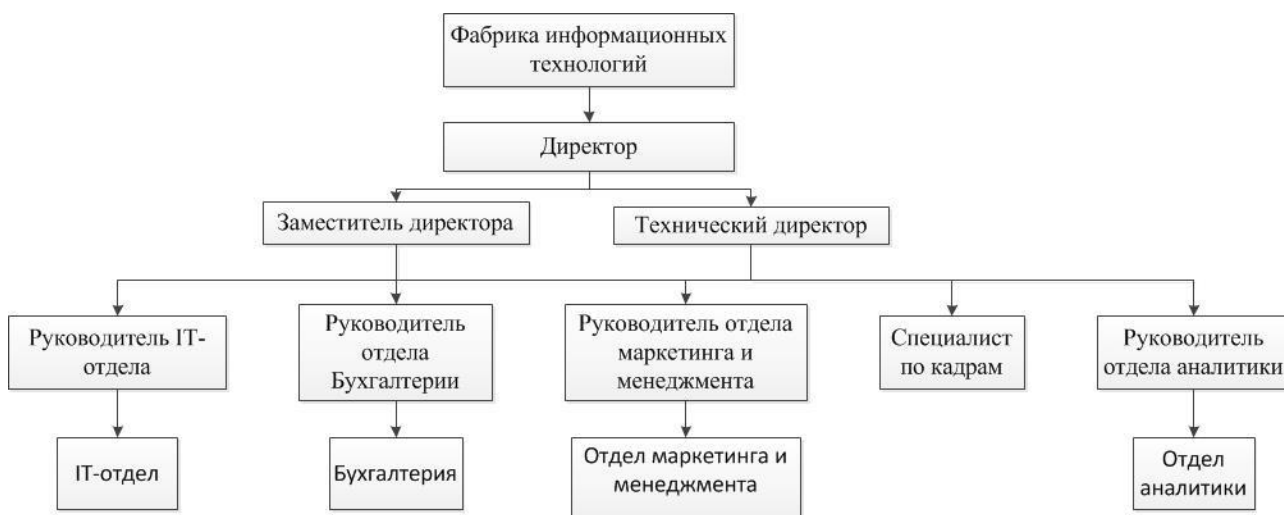 Фабрика информационных
технологий
Директор
Заместитель директора
Технический директор
Руководитель IT-
отдела
Руководитель
отдела
Бухгалтерии
Руководитель отдела
маркетинга и
менеджмента
Специалист
по кадрам
Руководитель
отдела аналитики
IT-отдел
Бухгалтерия
Отдел маркетинга и
менеджмента
Отдел
аналитики